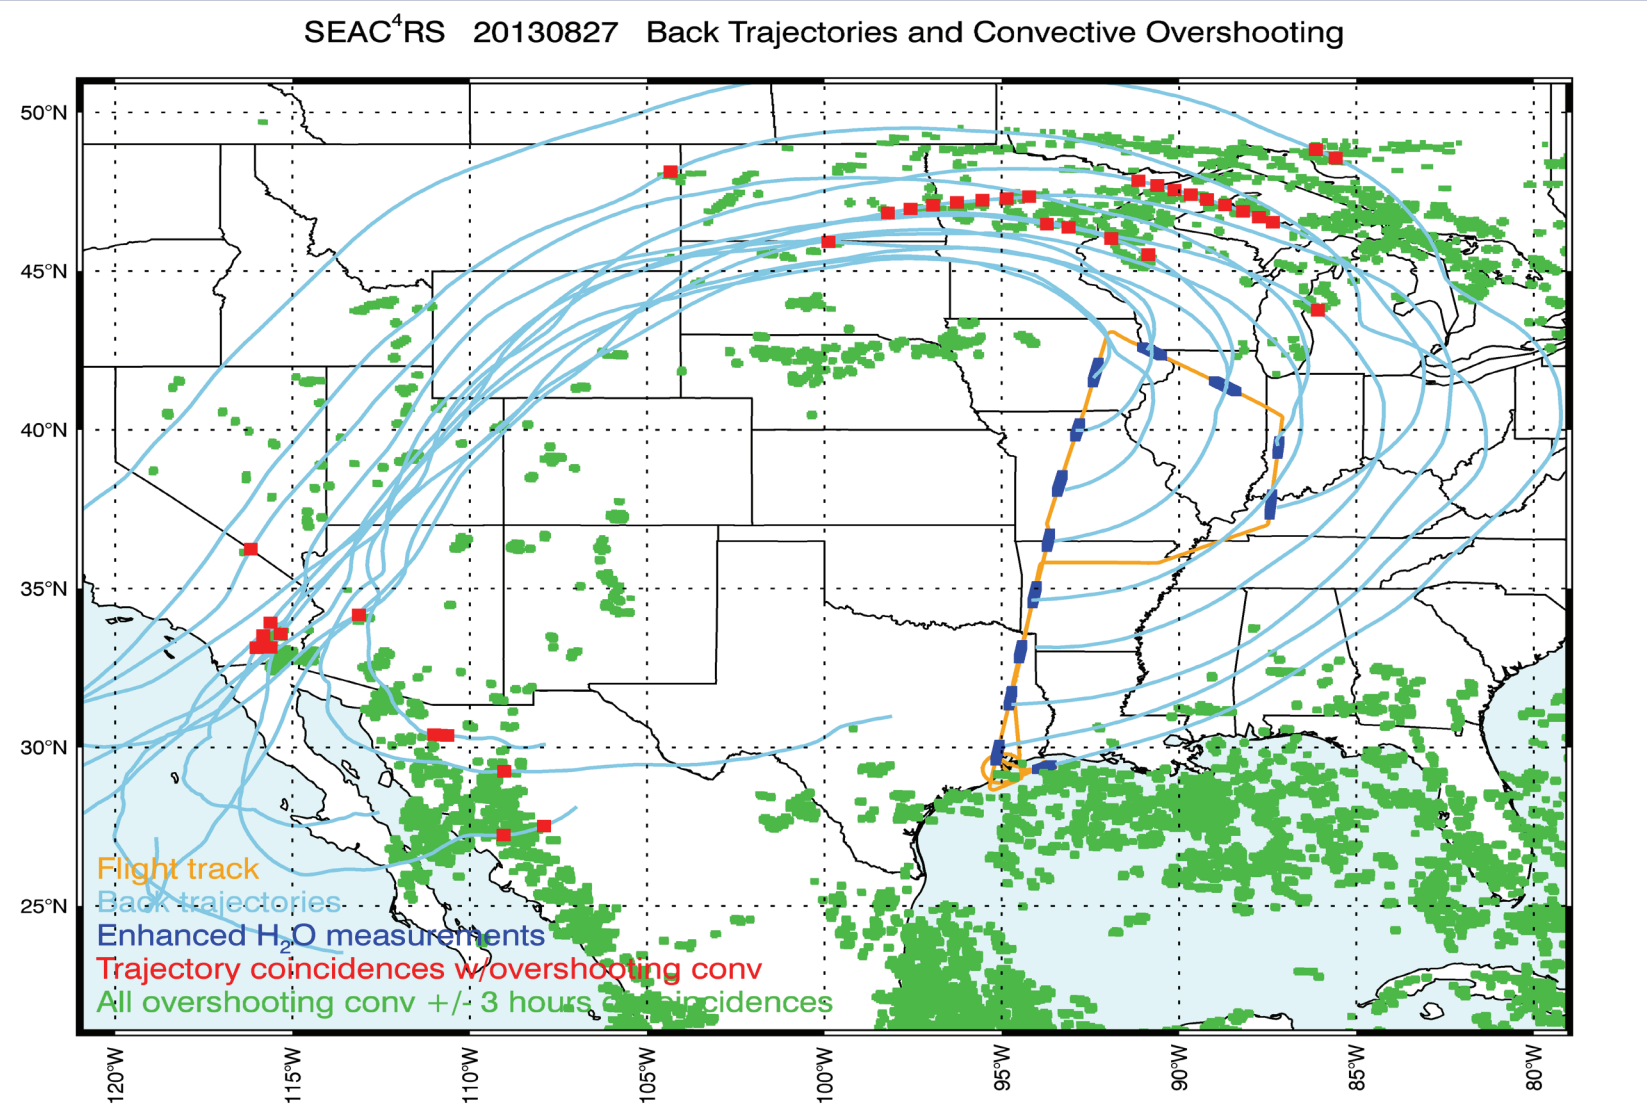 SEAC⁴RS 20130827 Back Trajectories and Convective Overshooting
50°N
45°N
40°N
35°N
30°N
25°N
Flight track
Back trajectories
Enhanced H₂O measurements
Trajectory coincidences w/overshooting conv
All overshooting conv +/- 3 hours of coincidences
120°W
115°W
110°W
105°W
100°W
95°W
90°W
85°W
80°W